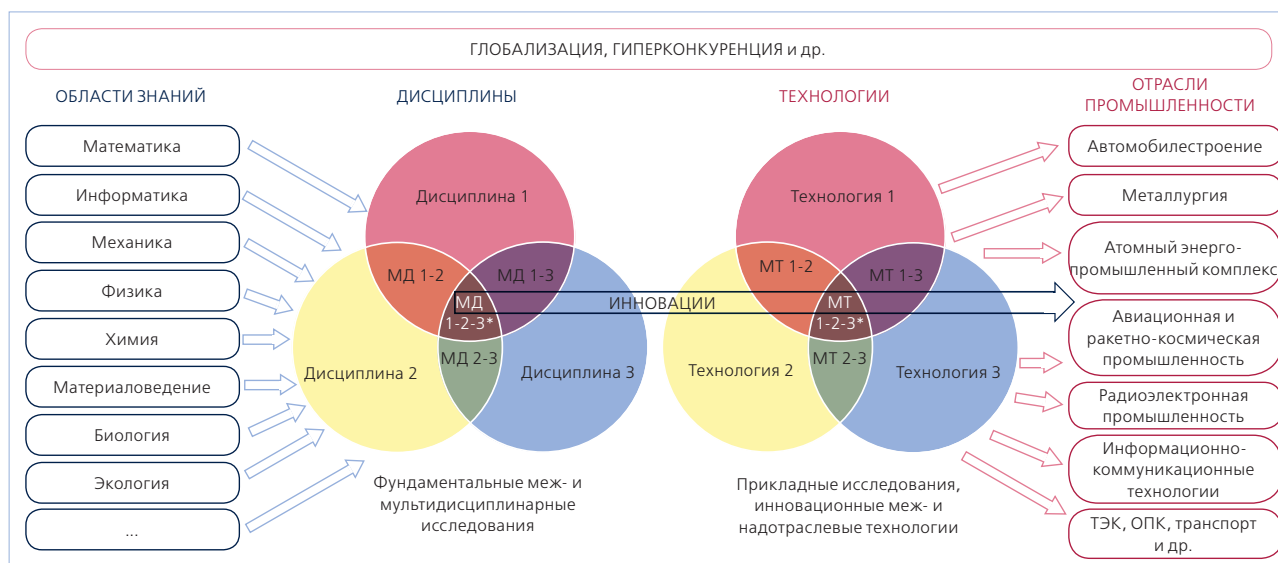 ГЛОБАЛИЗАЦИЯ, ГИПЕРКОНКУРЕНЦИЯ и др.
ОБЛАСТИ ЗНАНИЙ
Математика
Информатика
Механика
Физика
Химия
Материаловедение
Биология
Экология
...
ДИСЦИПЛИНЫ
Дисциплина 1
МД 1-2
МД 1-3
МД
1-2-3*
Дисциплина 2
МД 2-3
Дисциплина 3
Фундаментальные меж- и
мультидисциплинарные
исследования
ИННОВАЦИИ
ТЕХНОЛОГИИ
Технология 1
МТ 1-2
МТ 1-3
МТ
1-2-3*
Технология 2
МТ 2-3
Технология 3
Прикладные исследования,
инновационные меж- и
надотраслевые технологии
ОТРАСЛИ
ПРОМЫШЛЕННОСТИ
Автомобилестроение
Металлургия
Атомный энерго-
промышленный комплекс
Авиационная и
ракетно-космическая
промышленность
Радиоэлектронная
промышленность
Информационно-
коммуникационные
технологии
ТЭК, ОПК, транспорт
и др.